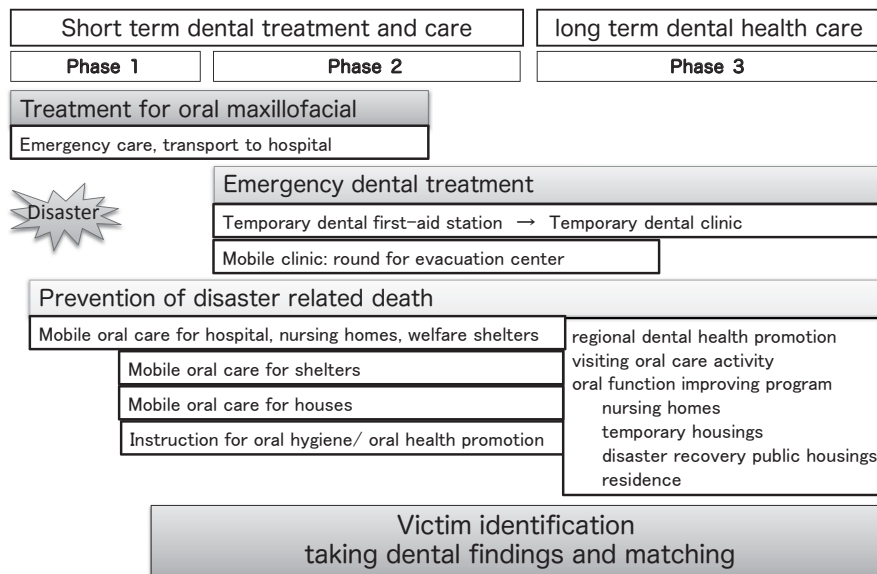 Short term dental treatment and care
long term dental health care
Phase 1
Phase 2
Phase 3
Treatment for oral maxillofacial
Emergency care, transport to hospital
Disaster
Emergency dental treatment
Temporary dental first-aid station → Temporary dental clinic
Mobile clinic: round for evacuation center
Prevention of disaster related death
Mobile oral care for hospital, nursing homes, welfare shelters
Mobile oral care for shelters
Mobile oral care for houses
Instruction for oral hygiene/ oral health promotion
regional dental health promotion
visiting oral care activity
oral function improving program
nursing homes
temporary housings
disaster recovery public housings
residence
Victim identification
taking dental findings and matching